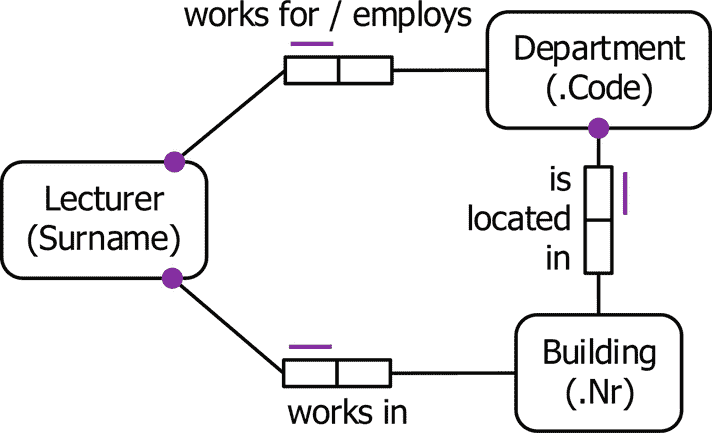 works for / employs
Department
(.Code)
Lecturer
(Surname)
is
located
in
Building
(.Nr)
works in